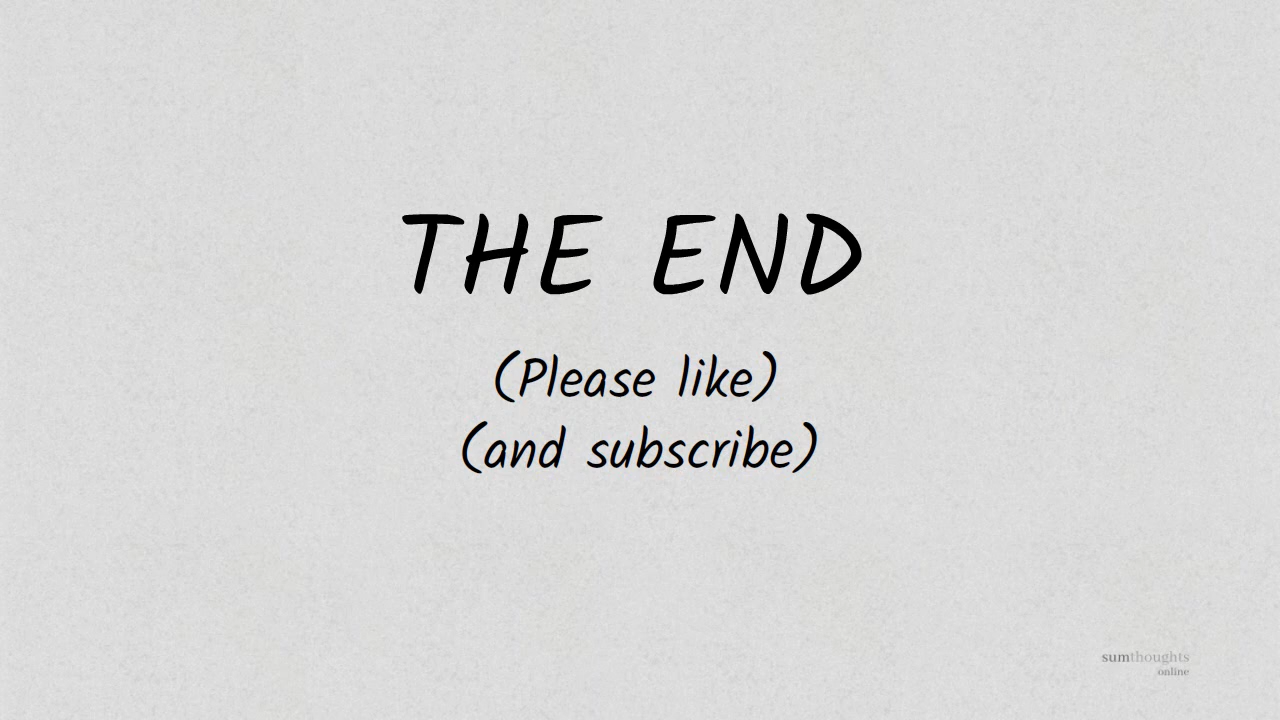 THE END
(Please like)
(and subscribe)
sumthoughts
online